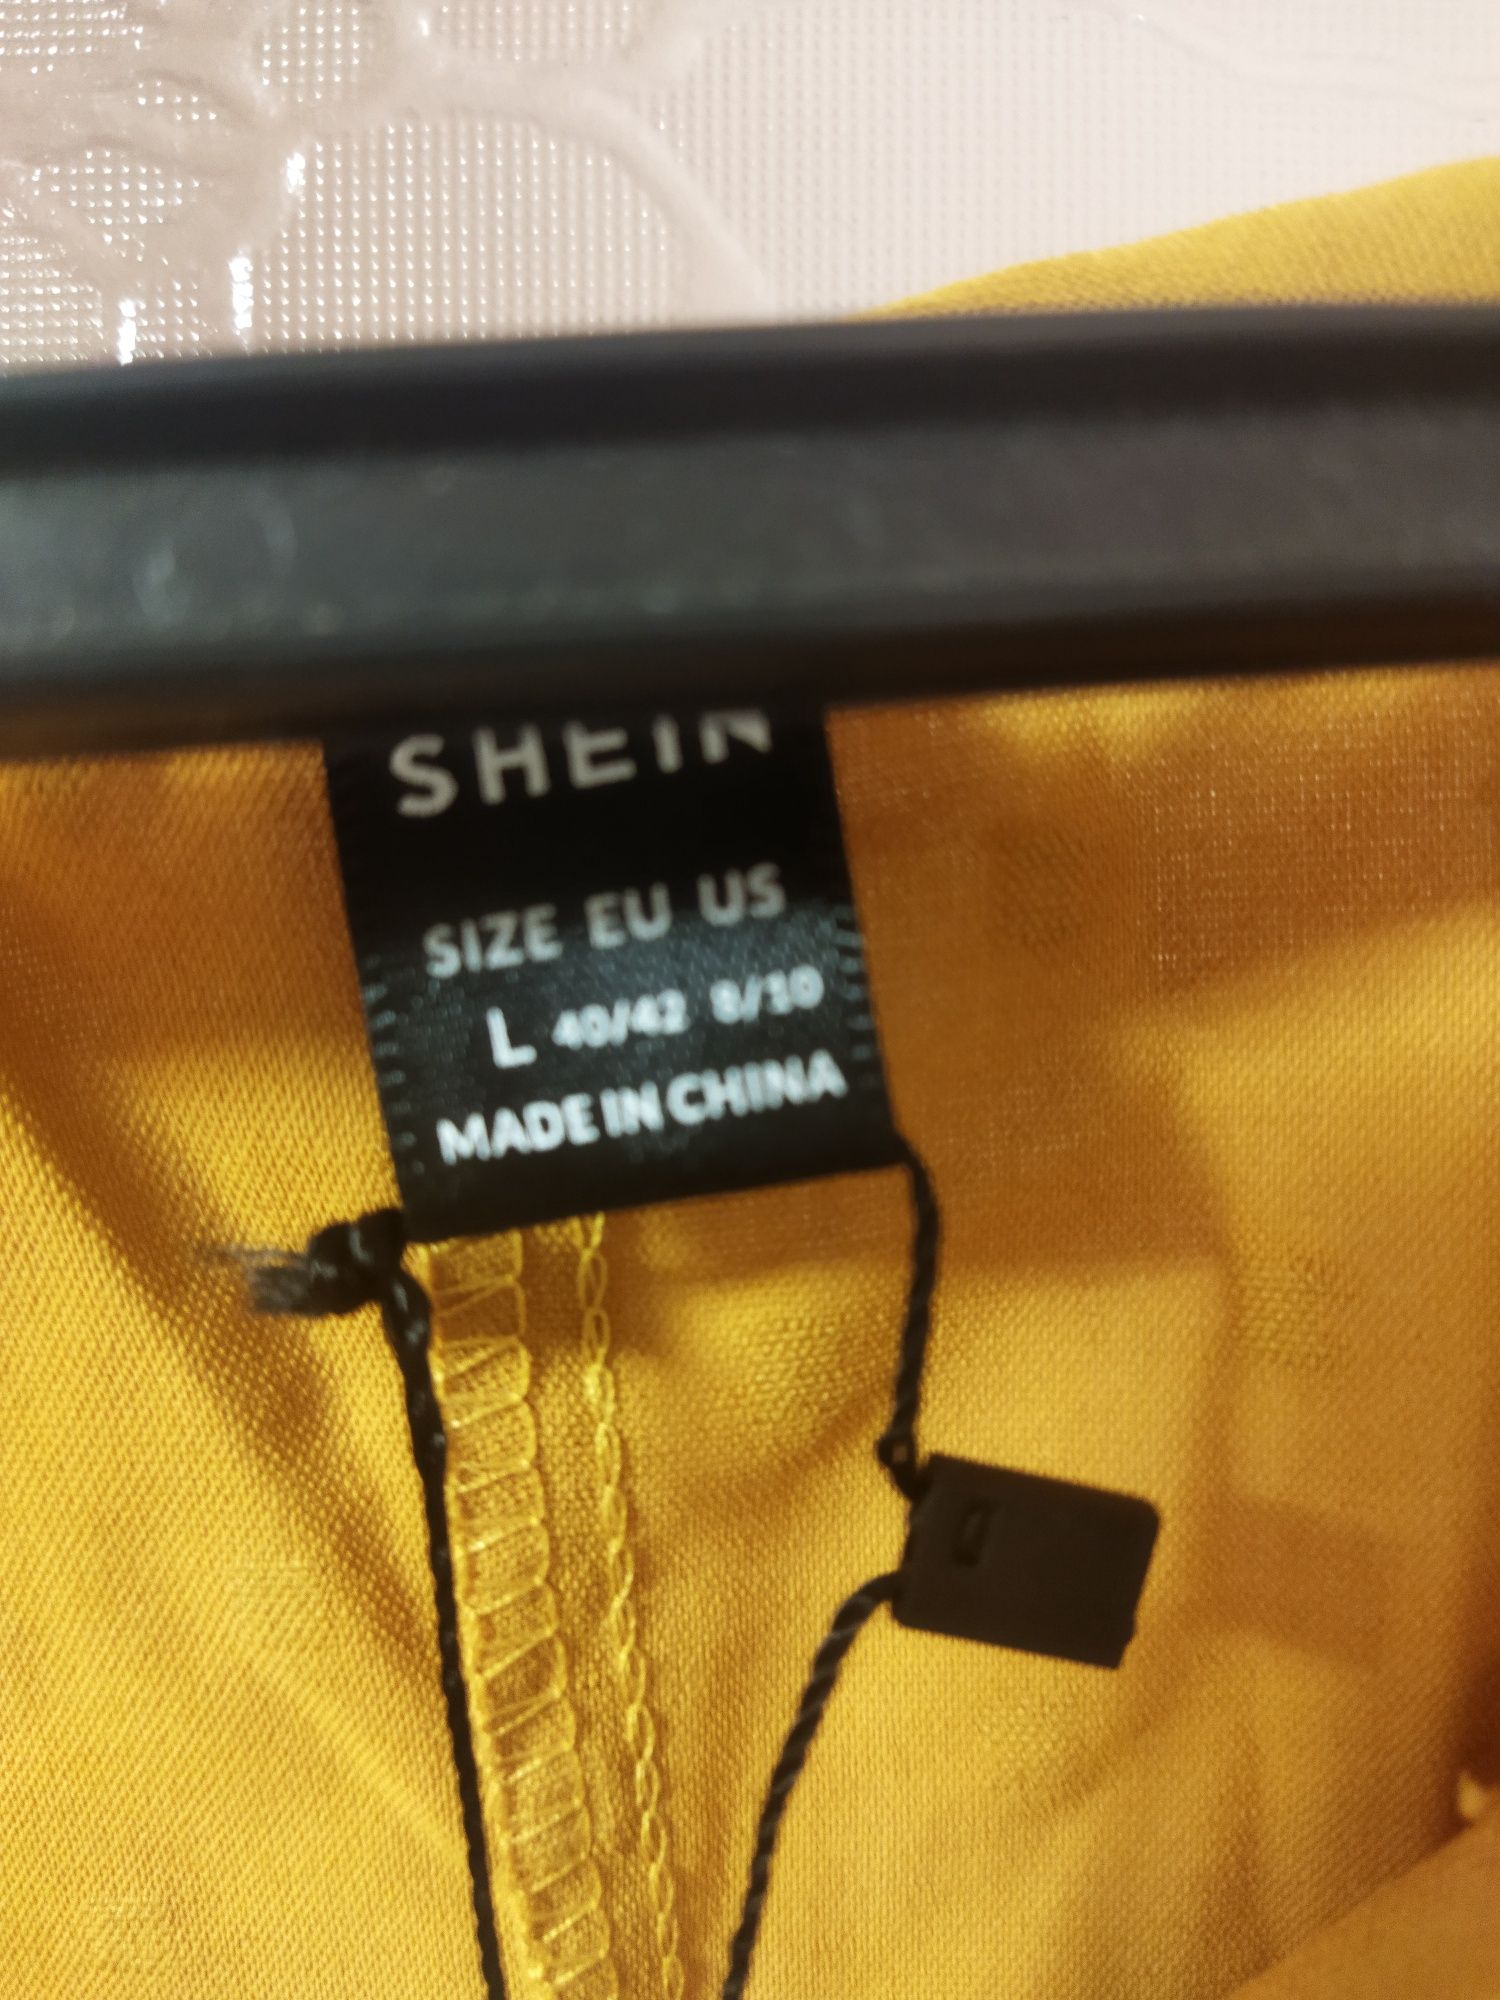 SHEIN
SIZE EU US
L 40/42 8/10
MADE IN CHINA